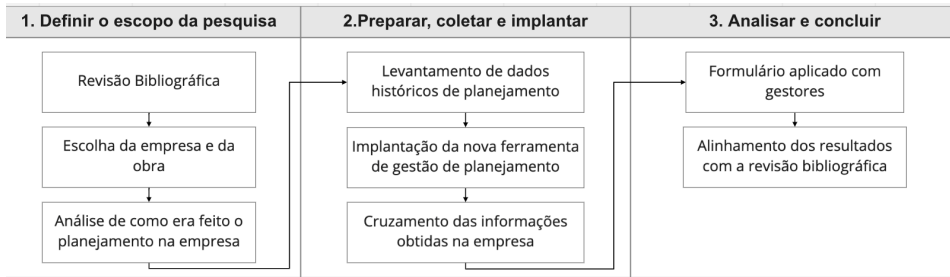 1. Definir o escopo da pesquisa
Revisão Bibliográfica
Escolha da empresa e da
obra
Análise de como era feito o
planejamento na empresa
2.Preparar, coletar e implantar
Levantamento de dados
históricos de planejamento
Implantação da nova ferramenta
de gestão de planejamento
Cruzamento das informações
obtidas na empresa
3. Analisar e concluir
Formulário aplicado com
gestores
Alinhamento dos resultados
com a revisão bibliográfica